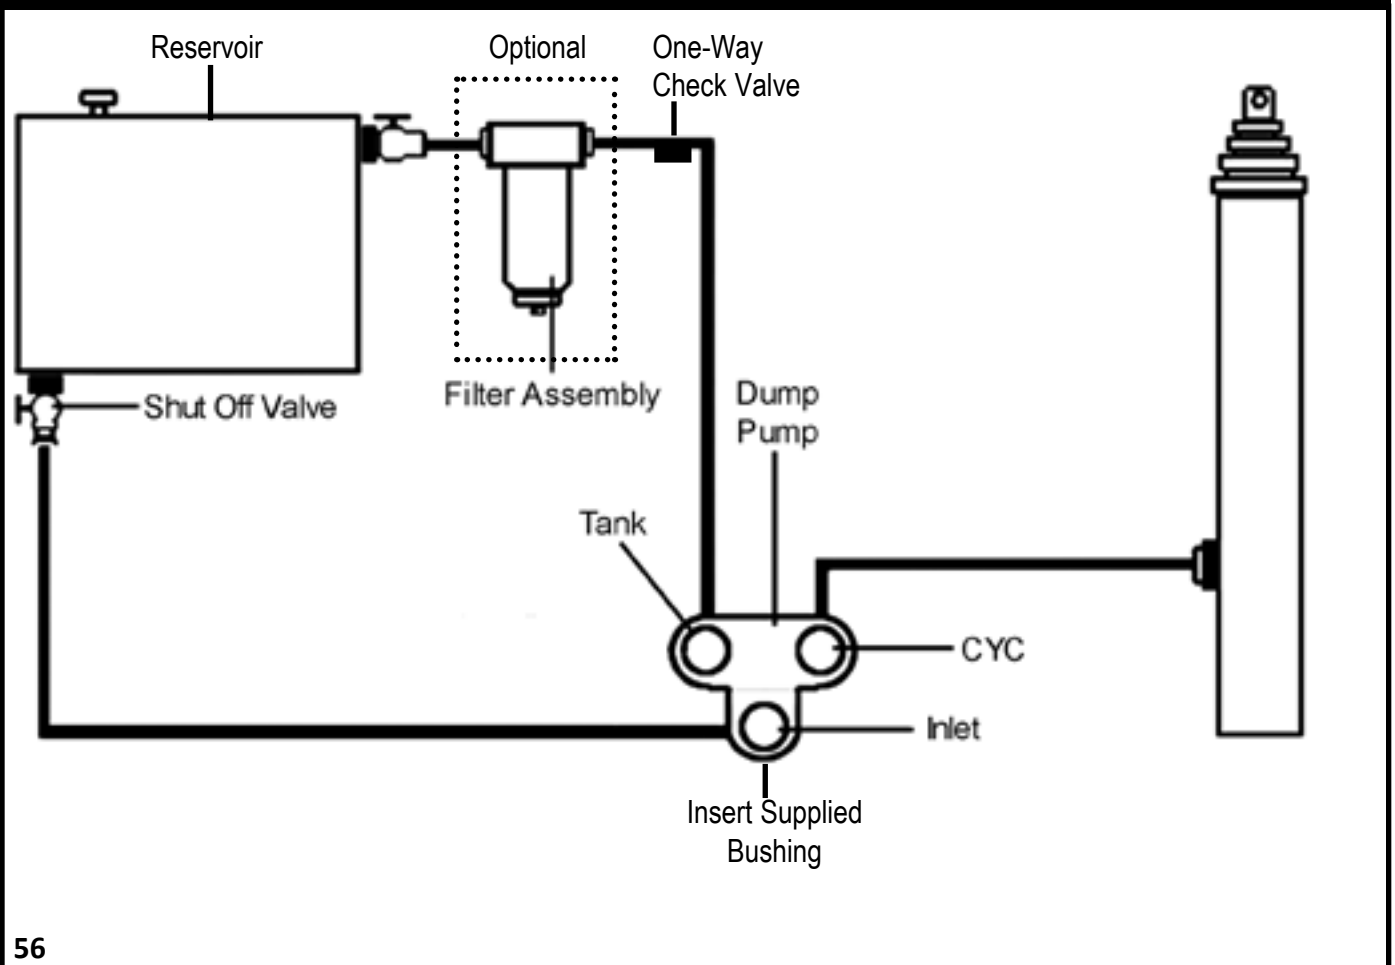 Reservoir
Optional
One-Way
Check Valve
Shut Off Valve
Filter Assembly
Dump
Pump
Tank
CYC
Inlet
Insert Supplied
Bushing
56